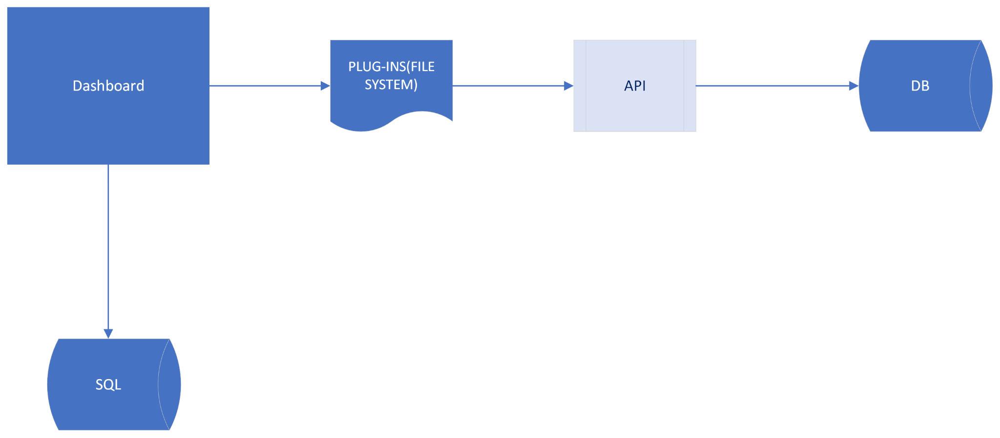 Dashboard
PLUG-INS(FILE
SYSTEM)
API
DB
SQL